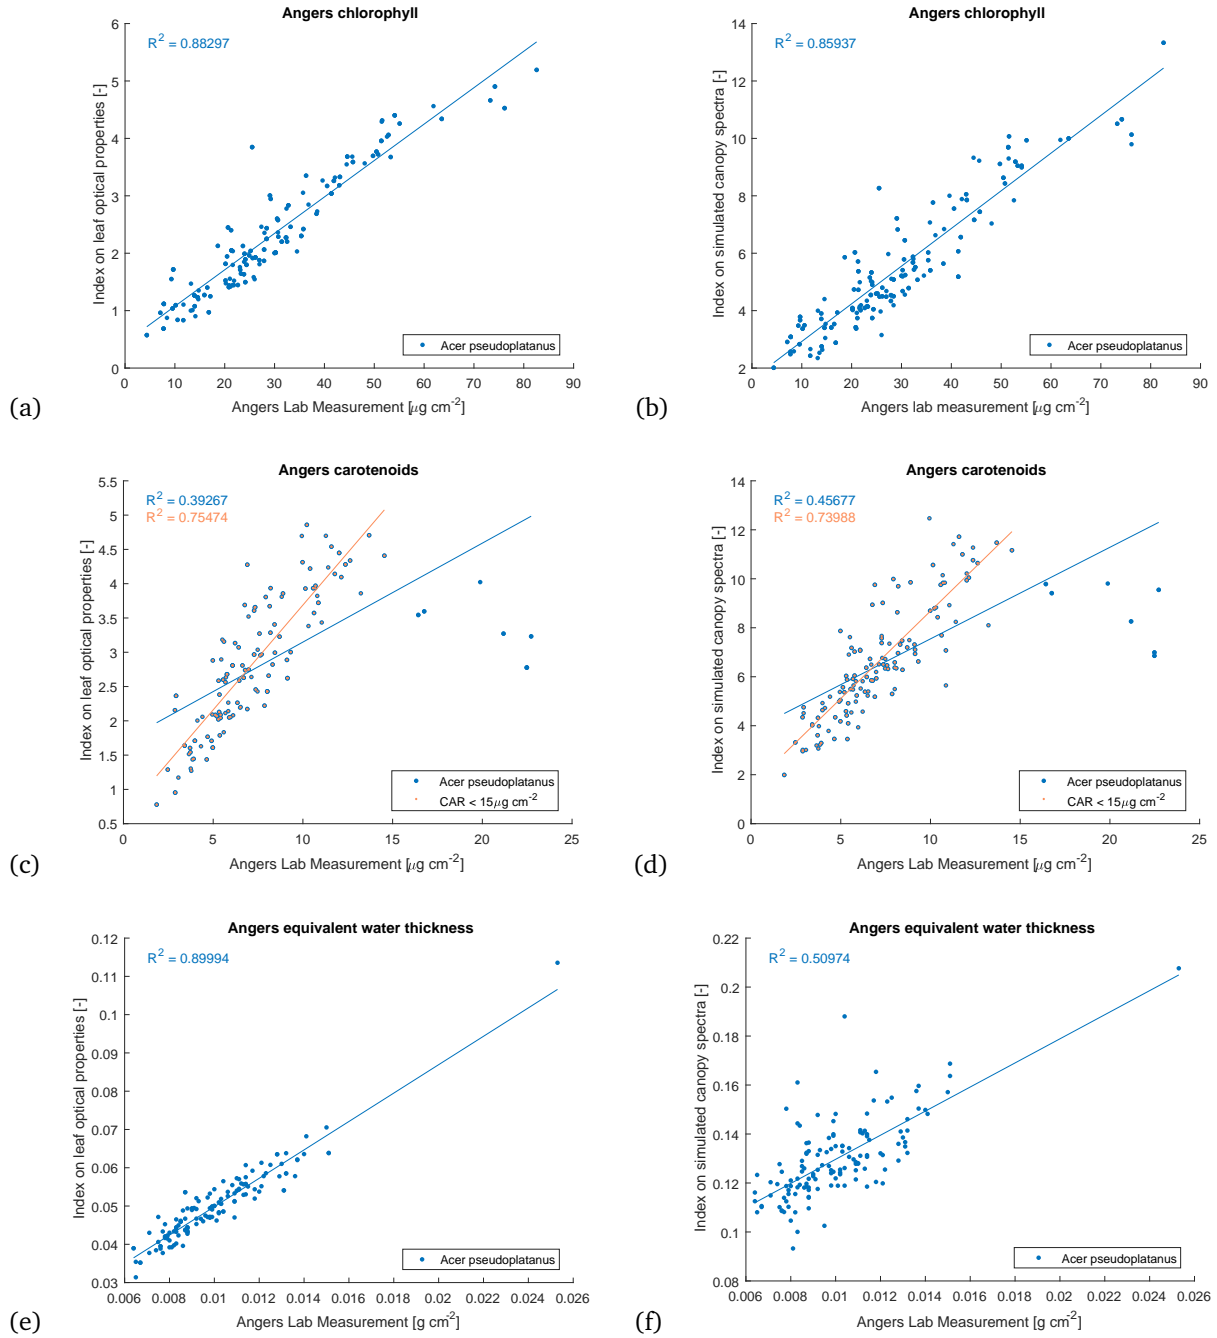 Angers chlorophyll
R² = 0.88297
Index on leaf optical properties [-]
6
5
4
3
2
1
0
0 10 20 30 40 50 60 70 80 90
Acer pseudoplatanus
Angers Lab Measurement [μg cm⁻²]
(a)
Angers chlorophyll
R² = 0.85937
Index on simulated canopy spectra [-]
14
12
10
8
6
4
2
0 10 20 30 40 50 60 70 80 90
Acer pseudoplatanus
Angers lab measurement [μg cm⁻²]
(b)
Angers carotenoids
R² = 0.39267
R² = 0.75474
Index on leaf optical properties [-]
5.5
5
4.5
4
3.5
3
2.5
2
1.5
1
0.5
0 5 10 15 20 25
Acer pseudoplatanus
CAR < 15μg cm⁻²
Angers Lab Measurement [μg cm⁻²]
(c)
Angers carotenoids
R² = 0.45677
R² = 0.73988
Index on simulated canopy spectra [-]
14
12
10
8
6
4
2
0
0 5 10 15 20 25
Acer pseudoplatanus
CAR < 15μg cm⁻²
Angers Lab Measurement [μg cm⁻²]
(d)
Angers equivalent water thickness
R² = 0.89994
Index on leaf optical properties [-]
0.12
0.11
0.1
0.09
0.08
0.07
0.06
0.05
0.04
0.03
0.006 0.008 0.01 0.012 0.014 0.016 0.018 0.02 0.022 0.024 0.026
Acer pseudoplatanus
Angers Lab Measurement [g cm⁻²]
(e)
Angers equivalent water thickness
R² = 0.50974
Index on simulated canopy spectra [-]
0.22
0.2
0.18
0.16
0.14
0.12
0.1
0.08
0.006 0.008 0.01 0.012 0.014 0.016 0.018 0.02 0.022 0.024 0.026
Acer pseudoplatanus
Angers Lab Measurement [g cm⁻²]
(f)